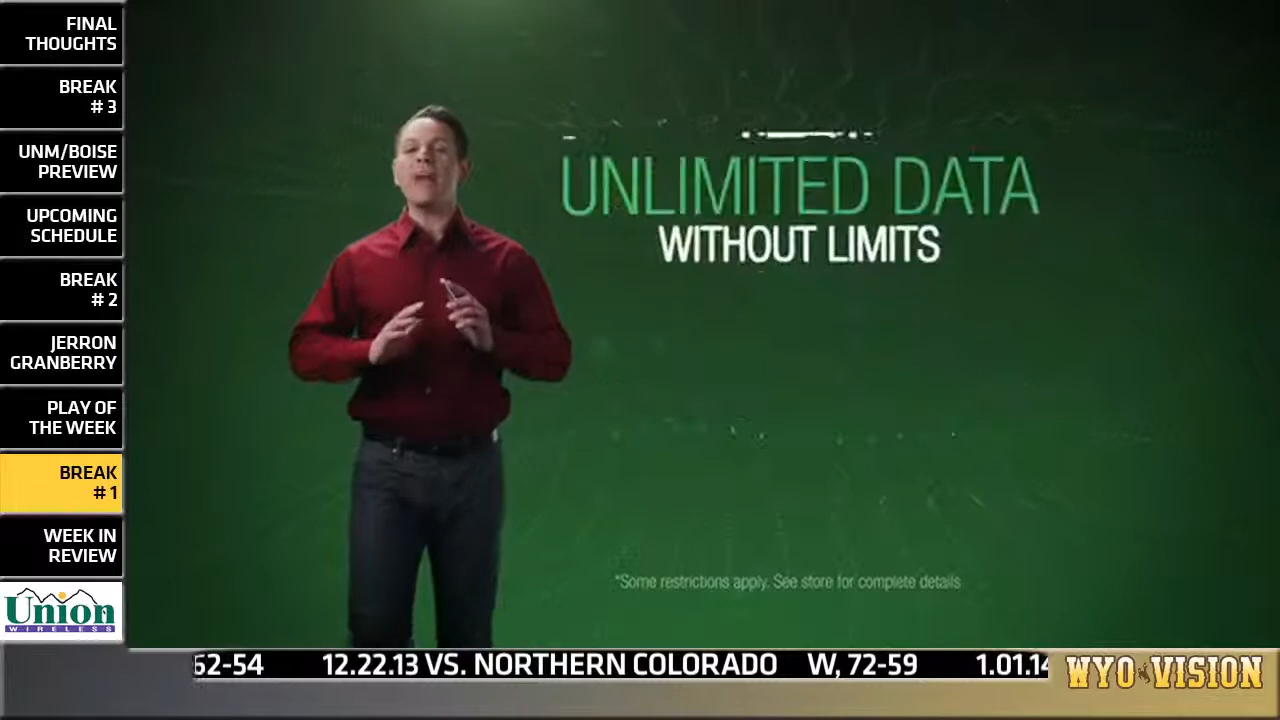 FINAL
THOUGHTS
BREAK
# 3
UNM/BOISE
PREVIEW
UPCOMING
SCHEDULE
BREAK
# 2
JERRON
GRANBERRY
PLAY OF
THE WEEK
BREAK
# 1
WEEK IN
REVIEW
Union
WIRELESS
UNLIMITED DATA
WITHOUT LIMITS
*Some restrictions apply. See store for complete details
62-54 12.22.13 VS. NORTHERN COLORADO W, 72-59 1.01.14
WYO VISION